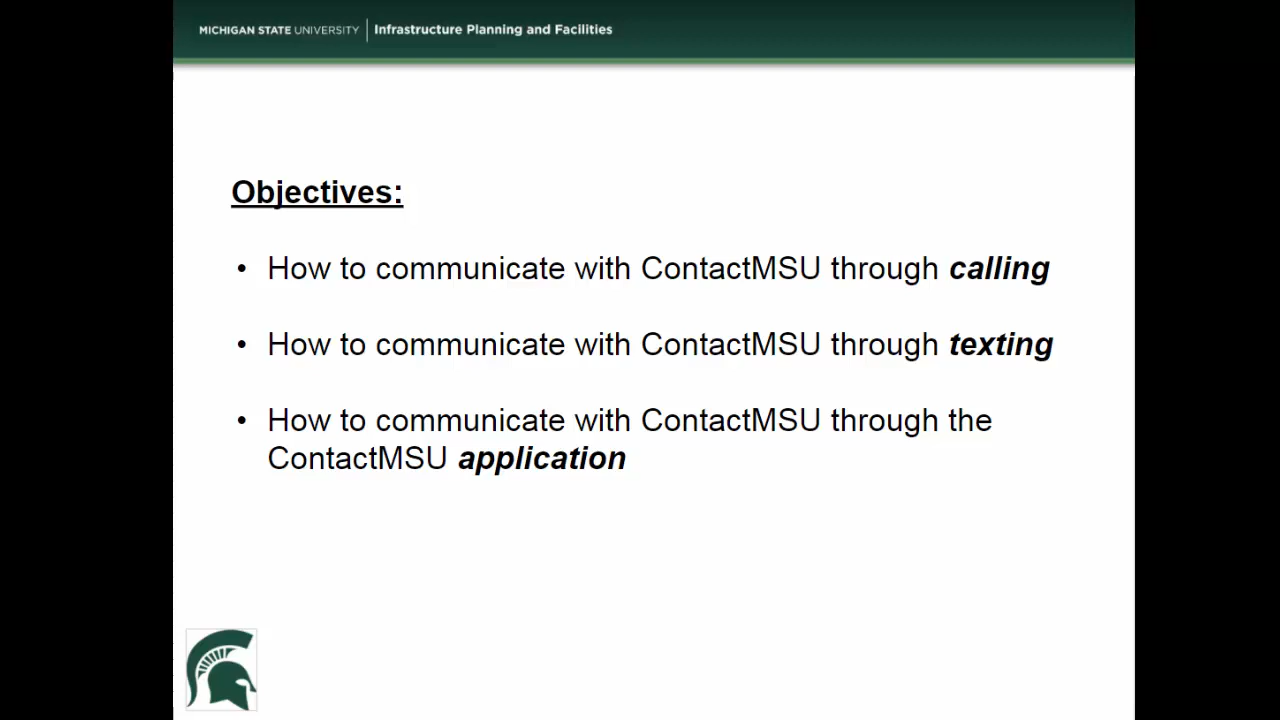 MICHIGAN STATE UNIVERSITY | Infrastructure Planning and Facilities
Objectives:
• How to communicate with ContactMSU through calling
• How to communicate with ContactMSU through texting
• How to communicate with ContactMSU through the
ContactMSU application